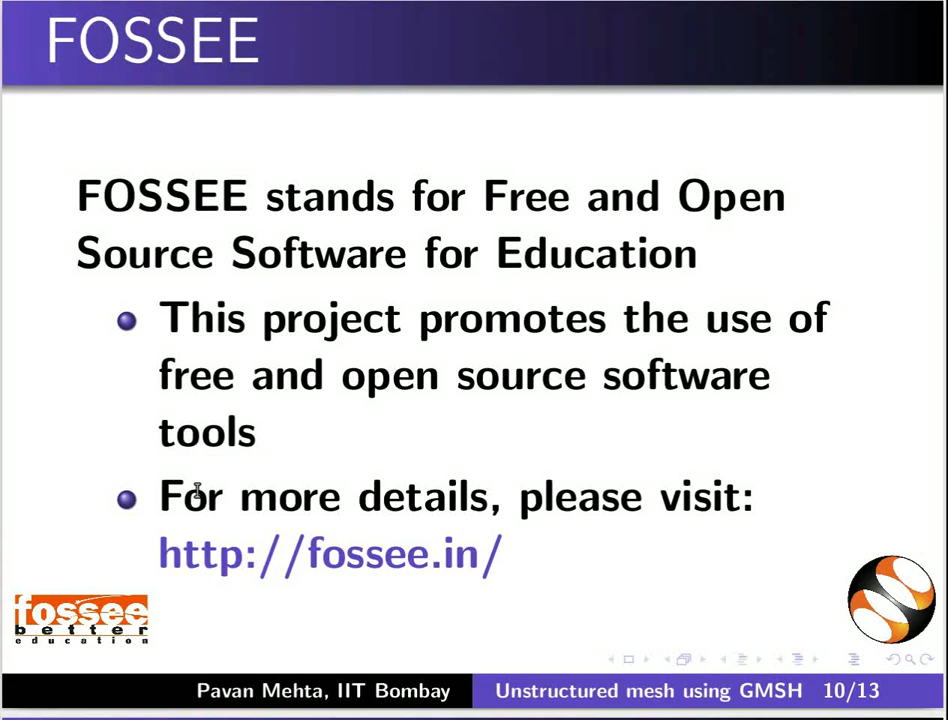 FOSSEE
FOSSEE stands for Free and Open
Source Software for Education
This project promotes the use of
free and open source software
tools
For more details, please visit:
http://fossee.in/
fossee
better
education
Pavan Mehta, IIT Bombay
Unstructured mesh using GMSH 10/13